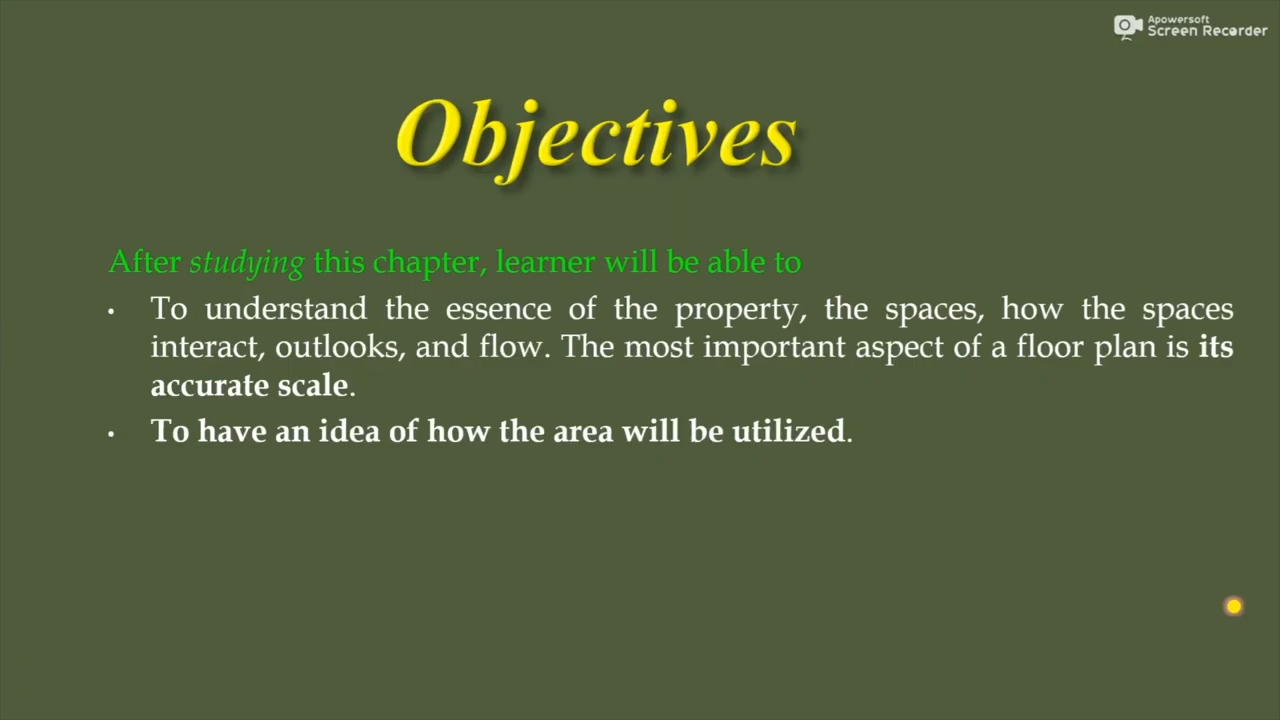 Apowersoft
Screen Recorder
Objectives
After studying this chapter, learner will be able to
• To understand the essence of the property, the spaces, how the spaces
interact, outlooks, and flow. The most important aspect of a floor plan is its
accurate scale.
• To have an idea of how the area will be utilized.